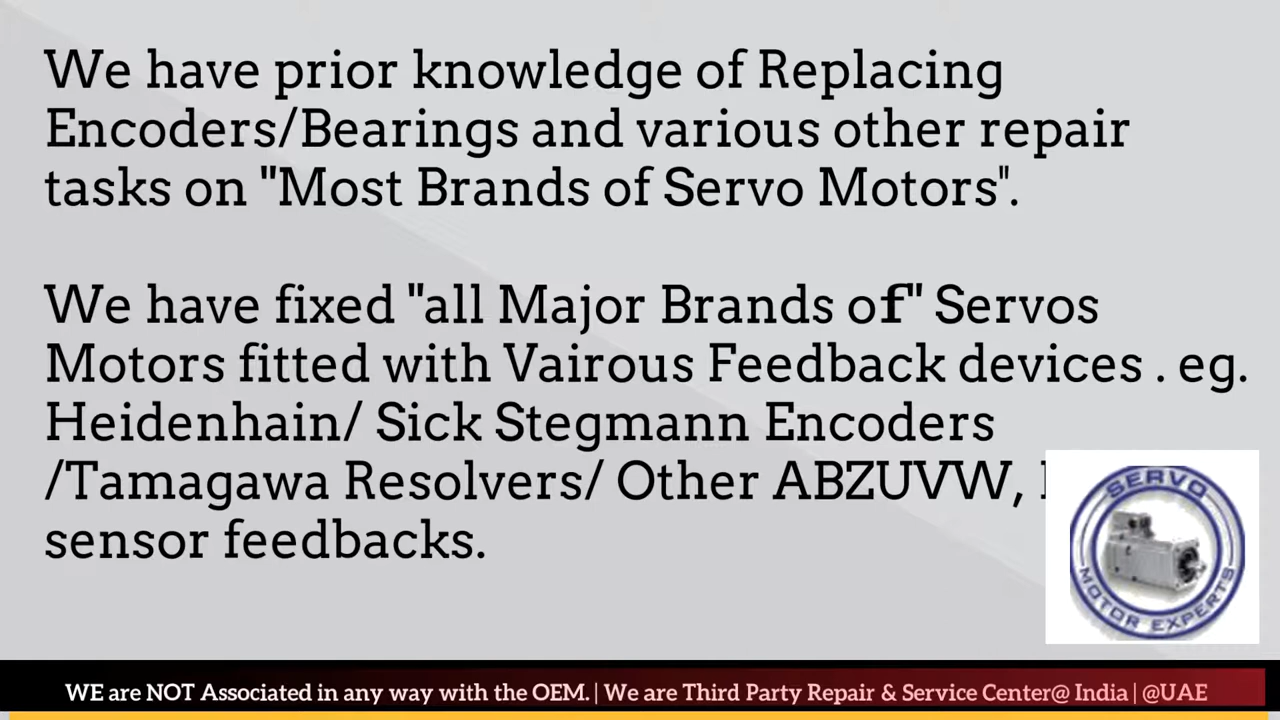 We have prior knowledge of Replacing
Encoders/Bearings and various other repair
tasks on "Most Brands of Servo Motors".
We have fixed "all Major Brands of" Servos
Motors fitted with Vairous Feedback devices . eg.
Heidenhain/ Sick Stegmann Encoders
/Tamagawa Resolvers/ Other ABZUVW,
sensor feedbacks.
SERVO
MOTOR EXPERTS
WE are NOT Associated in any way with the OEM. | We are Third Party Repair & Service Center@ India | @UAE